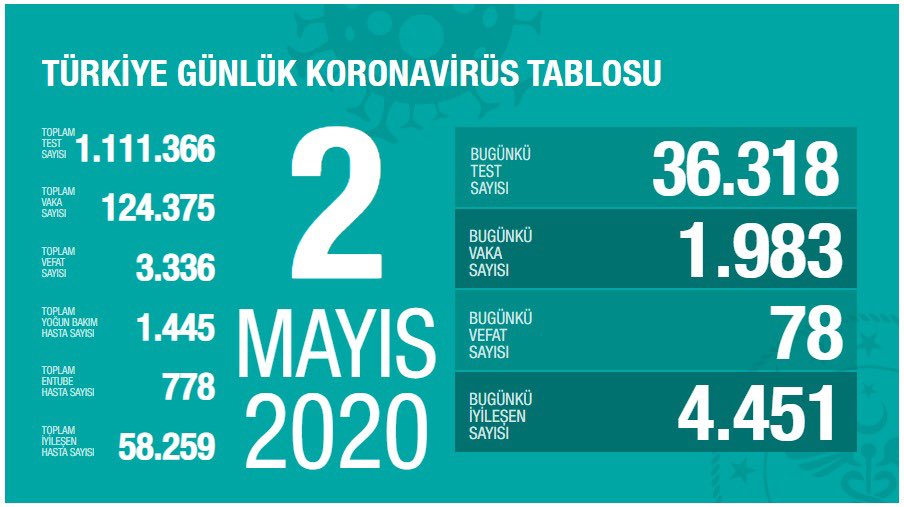 TÜRKİYE GÜNLÜK KORONAVİRÜS TABLOSU
TOPLAM
TEST
SAYISI
1.111.366
TOPLAM
VAKA
SAYISI
124.375
TOPLAM
VEFAT
SAYISI
3.336
TOPLAM
YOĞUN BAKIM
HASTA SAYISI
1.445
TOPLAM
ENTUBE
HASTA SAYISI
778
TOPLAM
İYİLEŞEN
HASTA SAYISI
58.259
2
MAYIS
2020
BUGÜNKÜ
TEST
SAYISI
36.318
BUGÜNKÜ
VAKA
SAYISI
1.983
BUGÜNKÜ
VEFAT
SAYISI
78
BUGÜNKÜ
İYİLEŞEN
SAYISI
4.451